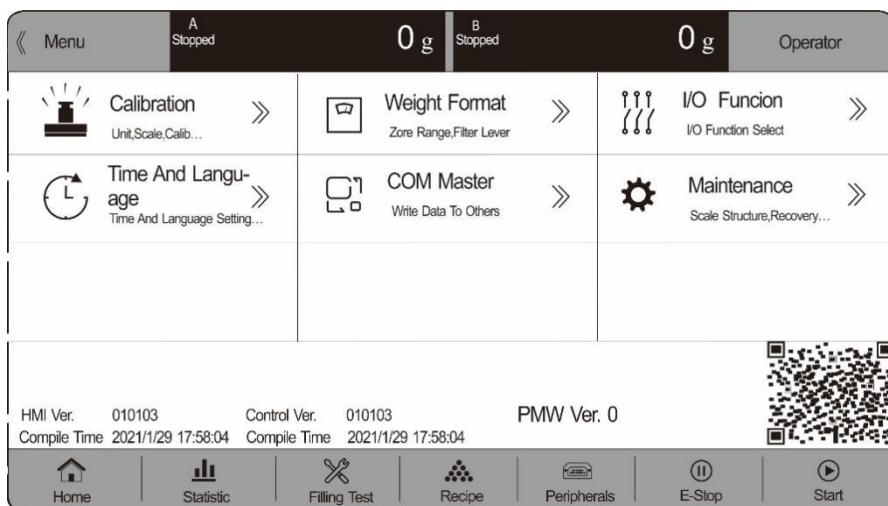 Menu
A
Stopped
0 g
B
Stopped
0 g
Operator
Calibration
Unit,Scale,Calib…
Weight Format
Zore Range,Filter Lever
I/O Funcion
I/O Function Select
Time And Langu-
age
Time And Language Setting…
COM Master
Write Data To Others
Maintenance
Scale Structure,Recovery…
HMI Ver. 010103 Control Ver. 010103 PMW Ver. 0
Compile Time 2021/1/29 17:58:04 Compile Time 2021/1/29 17:58:04
Home Statistic Filling Test Recipe Peripherals E-Stop Start